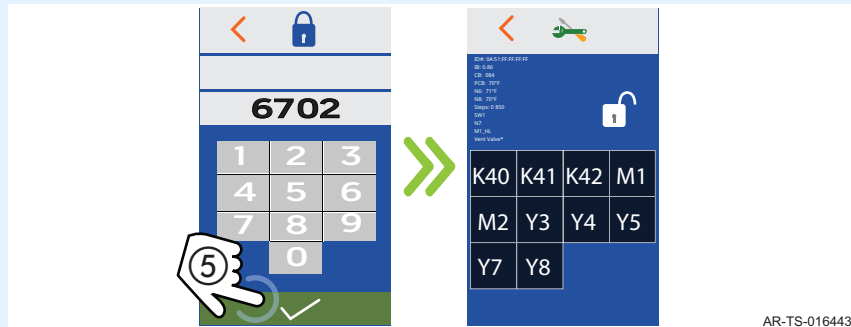 6702
1 2 3
4 5 6
7 8 9
0
5
ID#: 0A:51:FF:FF:FF:FF
BI: 0.86
CB: 084
PCB: 70°F
N6: 71°F
N8: 70°F
Steps: 0 850
SW1
N7
M1_HL
Vent Valve*
K40 K41 K42 M1
M2 Y3 Y4 Y5
Y7 Y8
AR-TS-016443